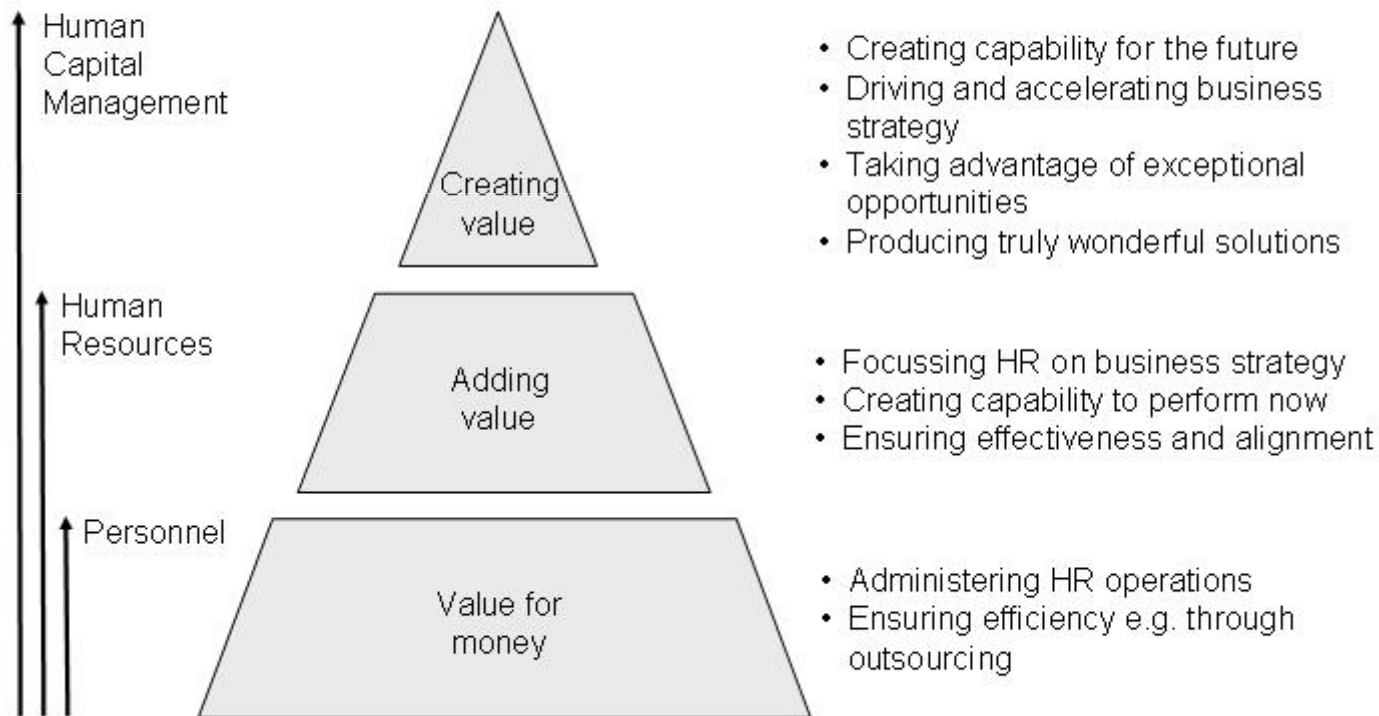 Human
Capital
Management
Creating
value
• Creating capability for the future
• Driving and accelerating business
strategy
• Taking advantage of exceptional
opportunities
• Producing truly wonderful solutions
Human
Resources
Adding
value
• Focussing HR on business strategy
• Creating capability to perform now
• Ensuring effectiveness and alignment
Personnel
Value for
money
• Administering HR operations
• Ensuring efficiency e.g. through
outsourcing